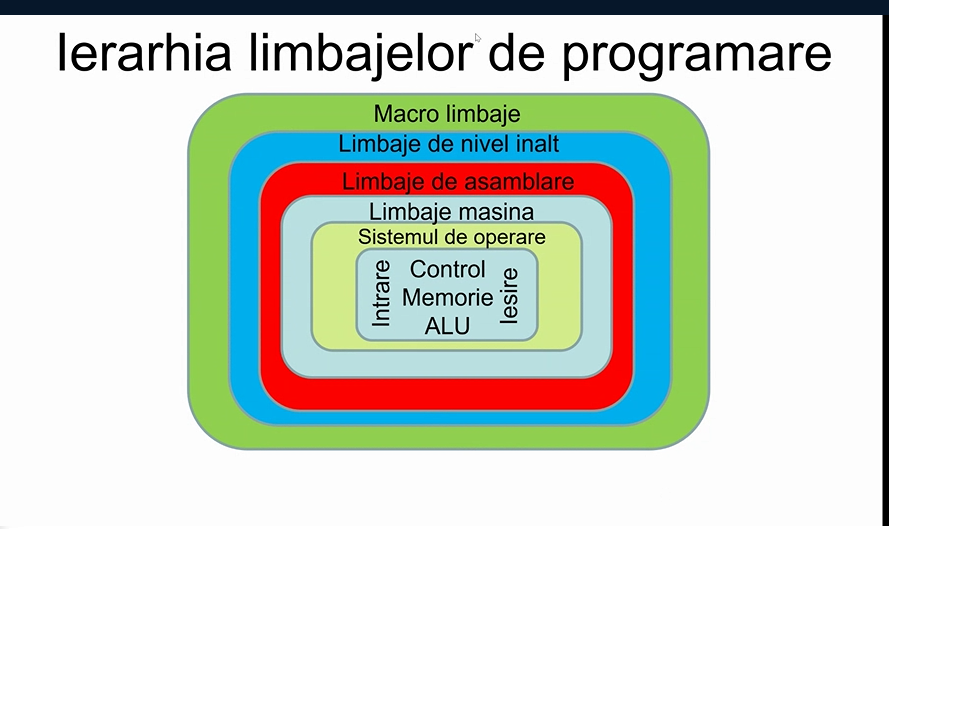 Ierarhia limbajelor de programare
Macro limbaje
Limbaje de nivel inalt
Limbaje de asamblare
Limbaje masina
Sistemul de operare
Intrare
Control
Memorie
ALU
Iesire